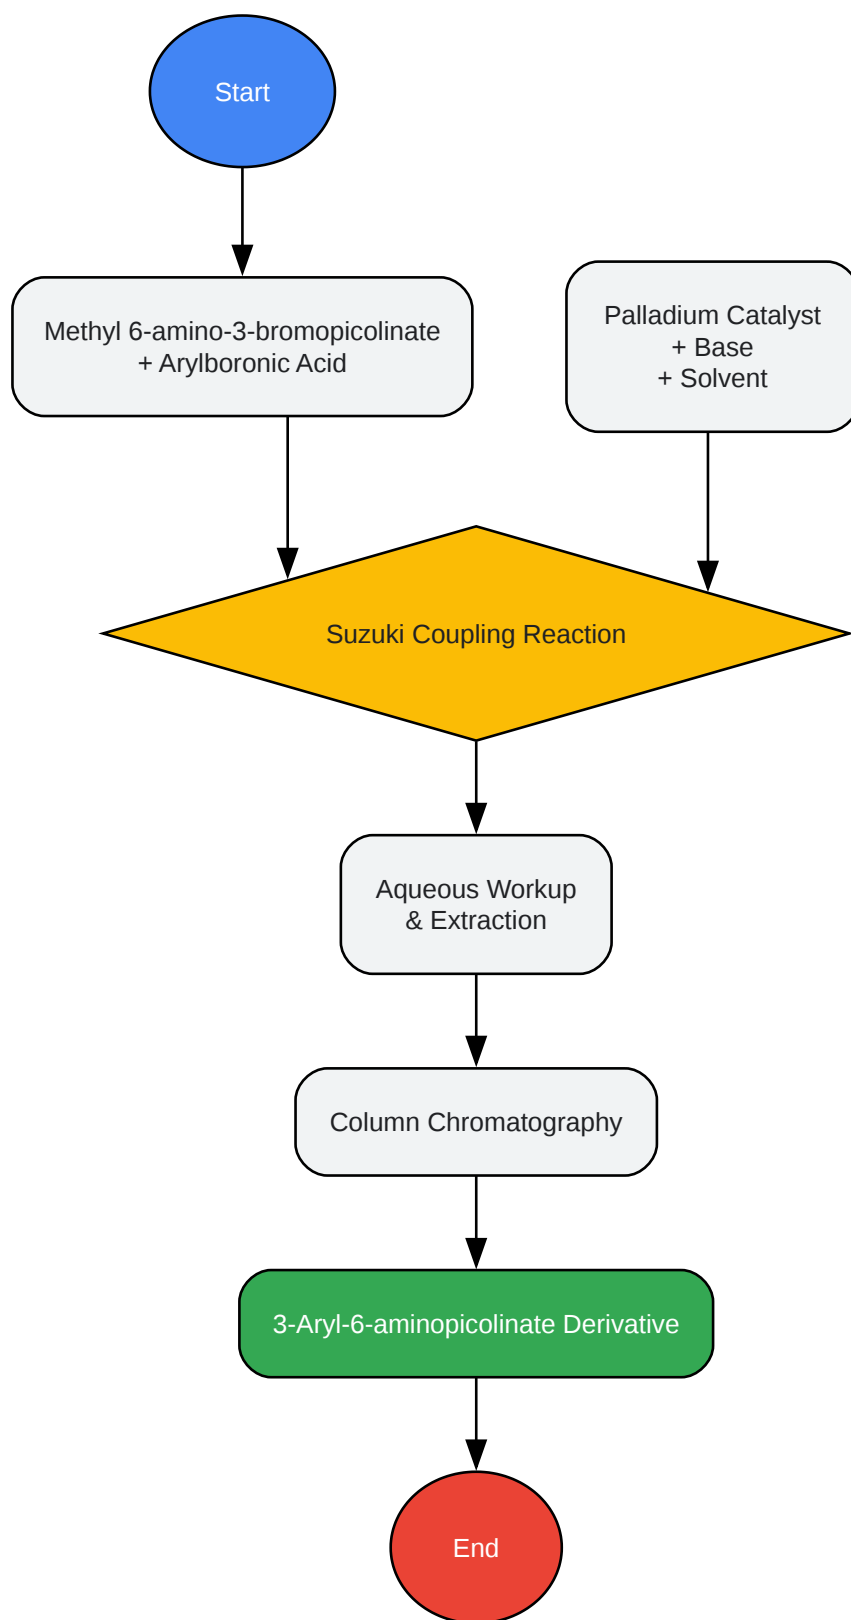 Start
Methyl 6-amino-3-bromopicolinate
+ Arylboronic Acid
Palladium Catalyst
+ Base
+ Solvent
Suzuki Coupling Reaction
Aqueous Workup
& Extraction
Column Chromatography
3-Aryl-6-aminopicolinate Derivative
End